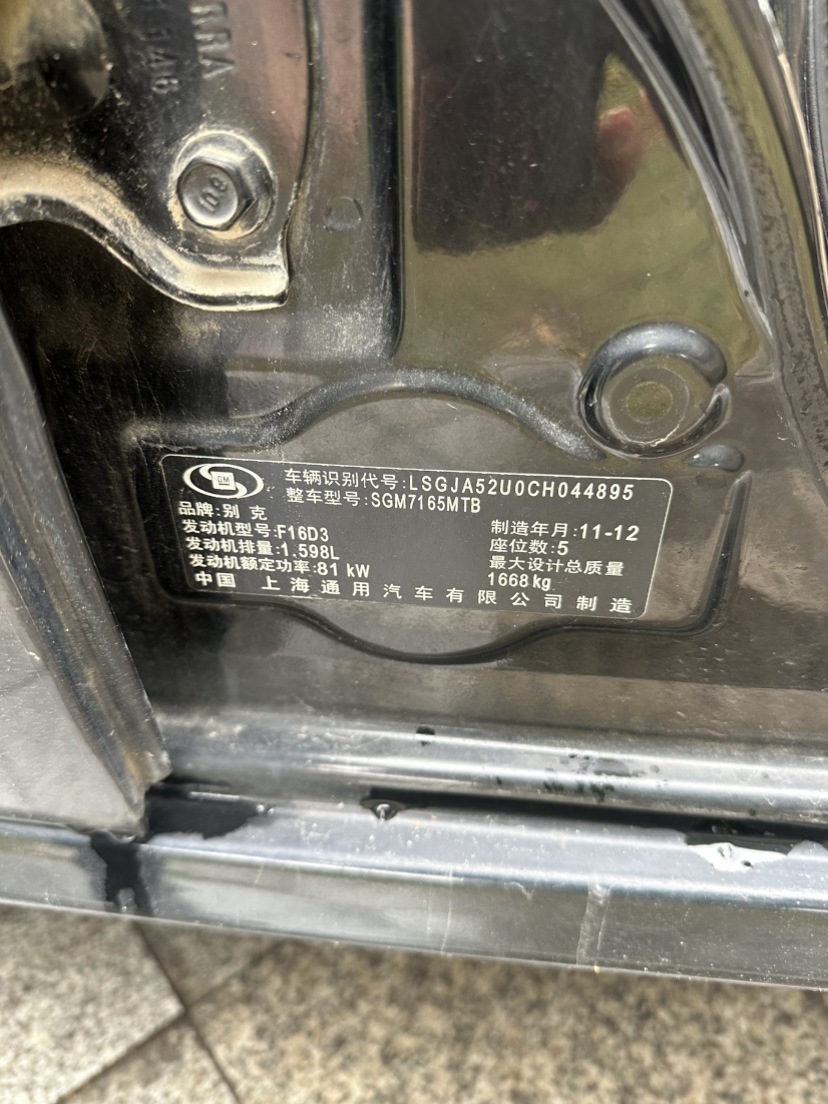 GM
车辆识别代号:LSGJA52U0CH044895
整车型号:SGM7165MTB
品牌:别 克
发动机型号:F16D3
制造年月:11-12
发动机排量:1.598L
座位数:5
发动机额定功率:81 kW
最大设计总质量
1668kg
中国 上海通用汽车有限公司制造